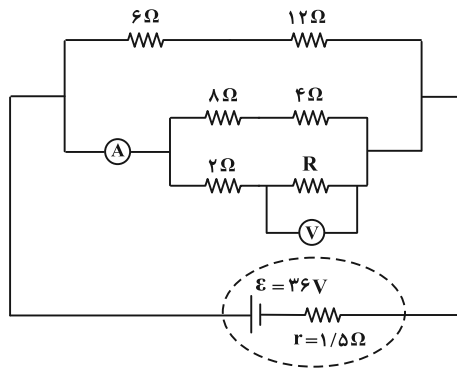 ۶Ω ۱۲Ω
۸Ω ۴Ω
A
۲Ω R
V
ε = ۳۶V
r = ۱/۵Ω